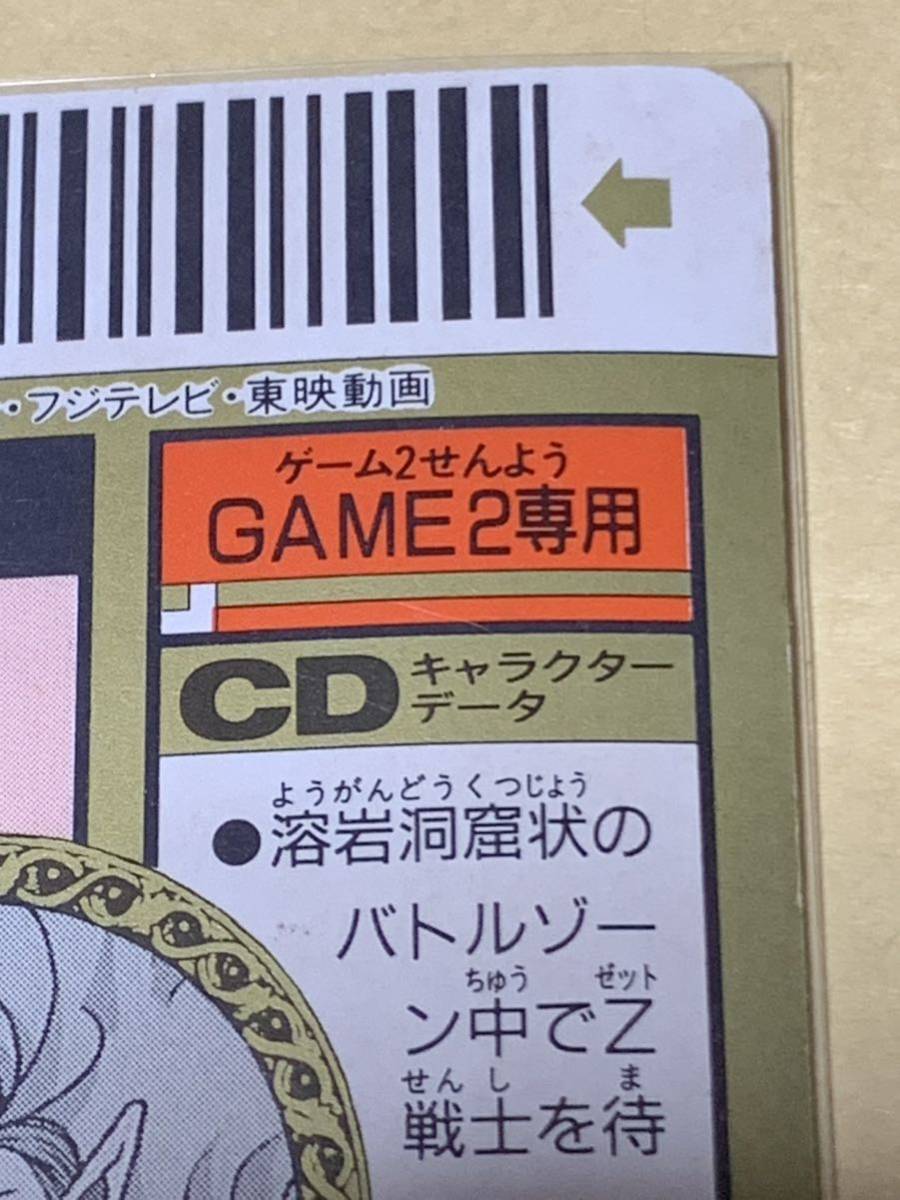 ・フジテレビ・東映動画
ゲーム2せんよう
GAME2専用
CD キャラクター
データ
ようがんどうくつじょう
●溶岩洞窟状の
バトルゾー
ちゅう ゼット
ン中でZ
せんし ま
戦士を待